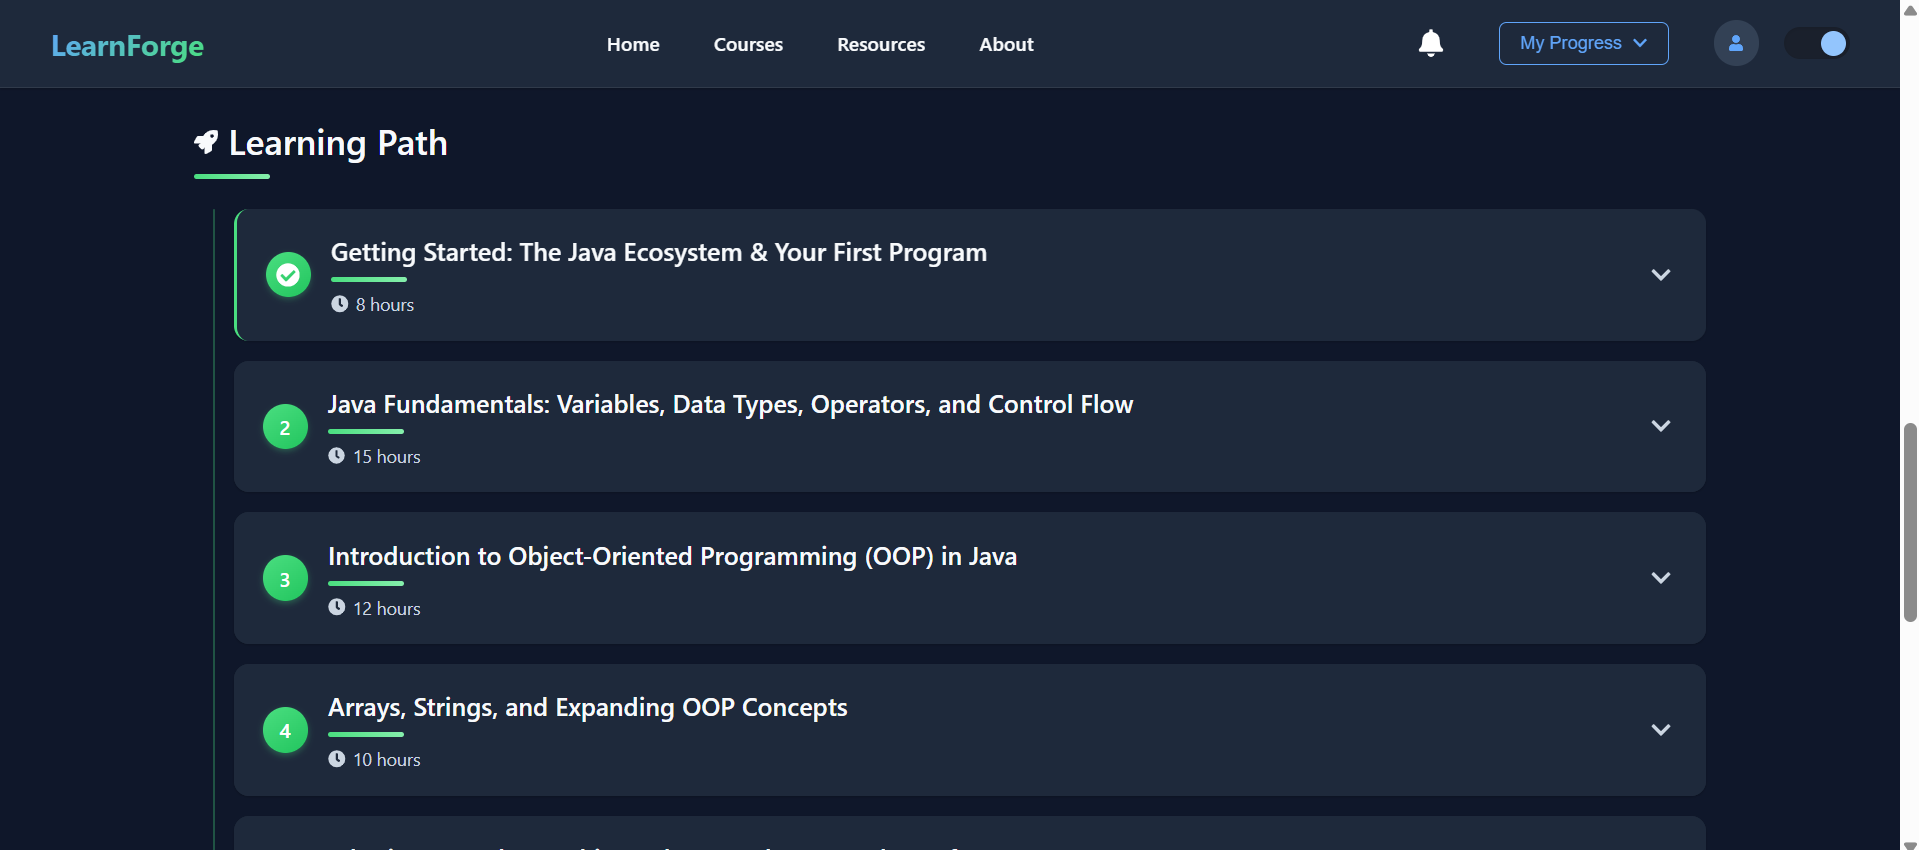 LearnForge
Home
Courses
Resources
About
My Progress
Learning Path
Getting Started: The Java Ecosystem & Your First Program
8 hours
2
Java Fundamentals: Variables, Data Types, Operators, and Control Flow
15 hours
3
Introduction to Object-Oriented Programming (OOP) in Java
12 hours
4
Arrays, Strings, and Expanding OOP Concepts
10 hours